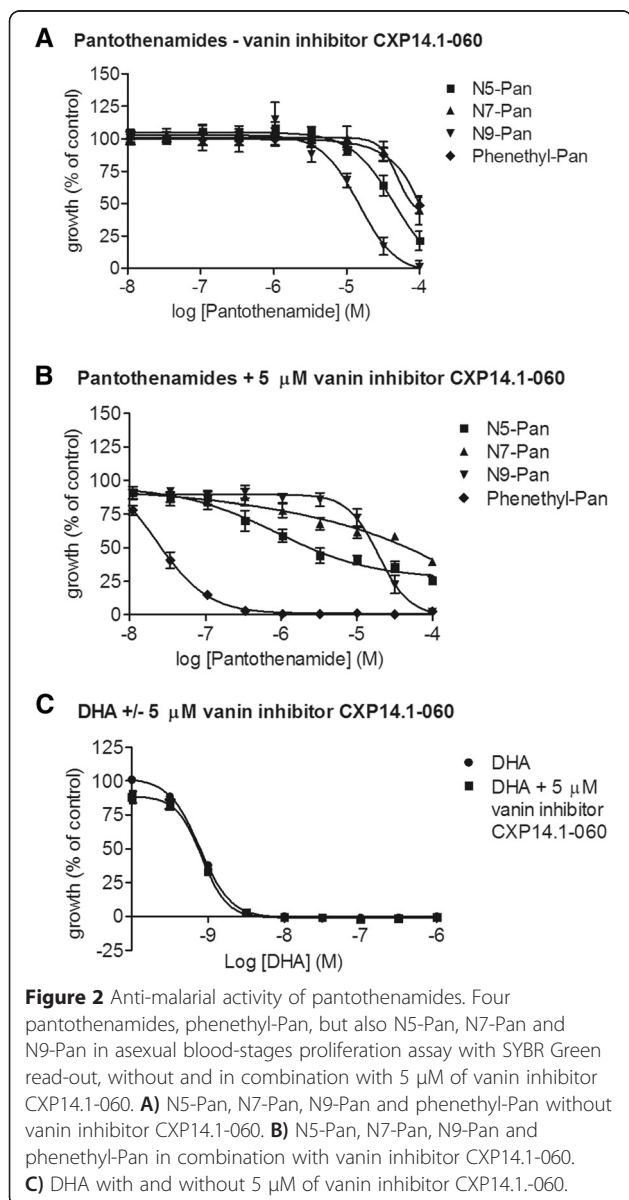 A Pantothenamides - vanin inhibitor CXP14.1-060
150
125
100
75
50
25
0
growth (% of control)
-8 -7 -6 -5 -4
log [Pantothenamide] (M)
N5-Pan
N7-Pan
N9-Pan
Phenethyl-Pan
B Pantothenamides + 5 μM vanin inhibitor CXP14.1-060
150
125
100
75
50
25
0
growth (% of control)
-8 -7 -6 -5 -4
log [Pantothenamide] (M)
N5-Pan
N7-Pan
N9-Pan
Phenethyl-Pan
C DHA +/- 5 μM vanin inhibitor CXP14.1-060
125
100
75
50
25
0
-25
growth (% of control)
-9 -8 -7 -6
Log [DHA] (M)
DHA
DHA + 5 μM
vanin inhibitor
CXP14.1-060
Figure 2 Anti-malarial activity of pantothenamides. Four
pantothenamides, phenethyl-Pan, but also N5-Pan, N7-Pan and
N9-Pan in asexual blood-stages proliferation assay with SYBR Green
read-out, without and in combination with 5 μM of vanin inhibitor
CXP14.1-060. A) N5-Pan, N7-Pan, N9-Pan and phenethyl-Pan without
vanin inhibitor CXP14.1-060. B) N5-Pan, N7-Pan, N9-Pan and
phenethyl-Pan in combination with vanin inhibitor CXP14.1-060.
C) DHA with and without 5 μM of vanin inhibitor CXP14.1.-060.